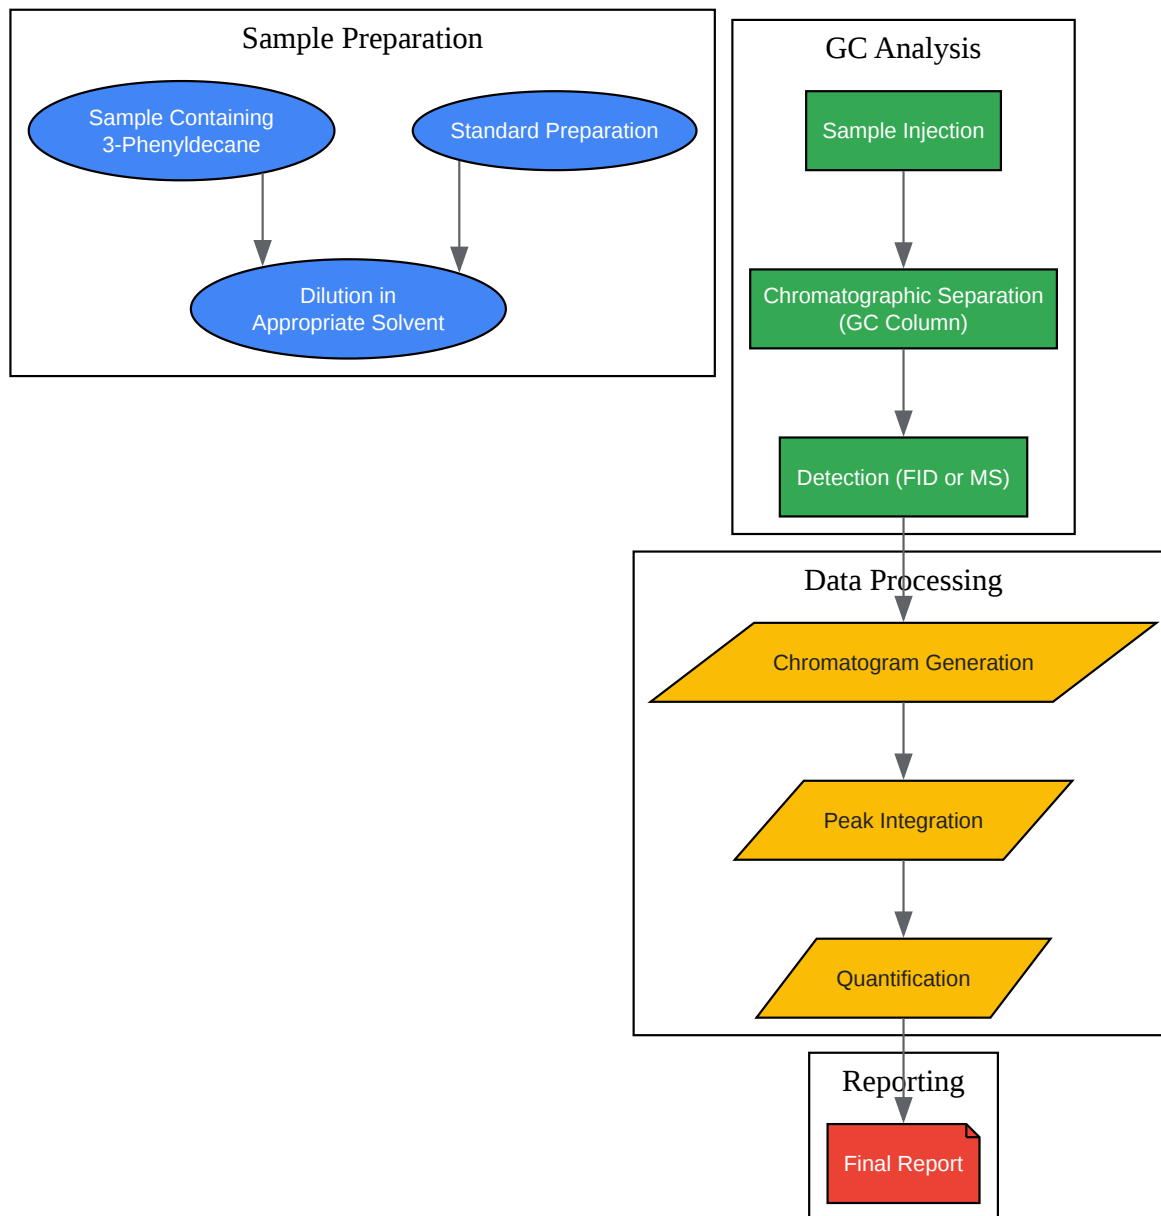 Sample Preparation
Sample Containing
3-Phenyldecane
Standard Preparation
Dilution in
Appropriate Solvent
GC Analysis
Sample Injection
Chromatographic Separation
(GC Column)
Detection (FID or MS)
Data Processing
Chromatogram Generation
Peak Integration
Quantification
Reporting
Final Report